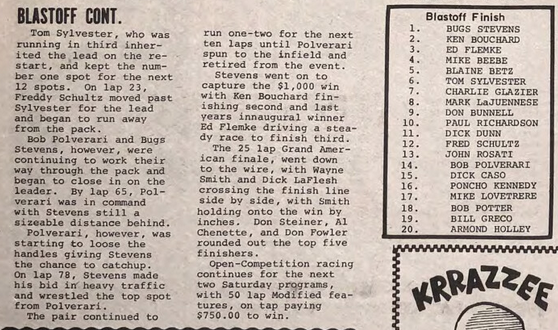 BLASTOFF CONT.
Tom Sylvester, who was
running in third inher-
ited the lead on the re-
start, and kept the num-
ber one spot for the next
12 spots. On lap 23,
Freddy Schultz moved past
Sylvester for the lead
and began to run away
from the pack.
Bob Polverari and Bugs
Stevens, however, were
continuing to work their
way through the pack and
began to close in on the
leader. By lap 65, Pol-
verari was in command
with Stevens still a
sizeable distance behind.
Polverari, however, was
starting to loose the
handles giving Stevens
the chance to catchup.
On lap 78, Stevens made
his bid in heavy traffic
and wrestled the top spot
from Polverari.
The pair continued to
run one-two for the next
ten laps until Polverari
spun to the infield and
retired from the event.
Stevens went on to
capture the $1,000 win
with Ken Bouchard fin-
ishing second and last
years innaugural winner
Ed Flemke driving a stea-
dy race to finish third.
The 25 lap Grand Amer-
ican finale, went down
to the wire, with Wayne
Smith and Dick LaFlesh
crossing the finish line
side by side, with Smith
holding onto the win by
inches. Don Steiner, Al
Chenette, and Don Fowler
rounded out the top five
finishers.
Open-Competition racing
continues for the next
two Saturday programs,
with 50 lap Modified fea-
tures, on tap paying
$750.00 to win.
Blastoff Finish
1. BUGS STEVENS
2. KEN BOUCHARD
3. ED FLEMKE
4. MIKE BEEBE
5. BLAINE BETZ
6. TOM SYLVESTER
7. CHARLIE GLAZIER
8. MARK LaJUENNESE
9. DON BUNNELL
10. PAUL RICHARDSON
11. DICK DUNN
12. FRED SCHULTZ
13. JOHN ROSATI
14. BOB POLVERARI
15. DICK CASO
16. PONCHO KENNEDY
17. MIKE LOVETRERE
18. BOB POTTER
19. BILL GRECO
20. ARMOND HOLLEY
KRRAZZEE